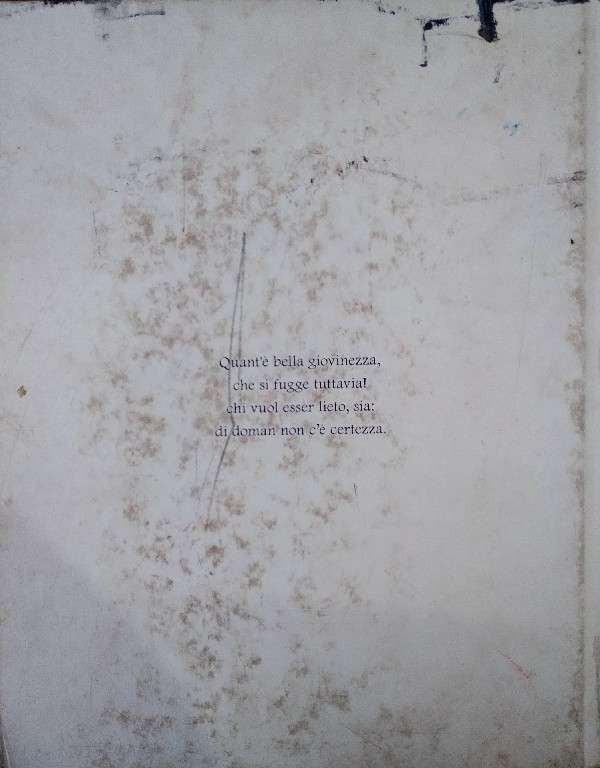 Quant'è bella giovinezza,
che si fugge tuttavia!
chi vuol esser lieto, sia:
di doman non c'è certezza.